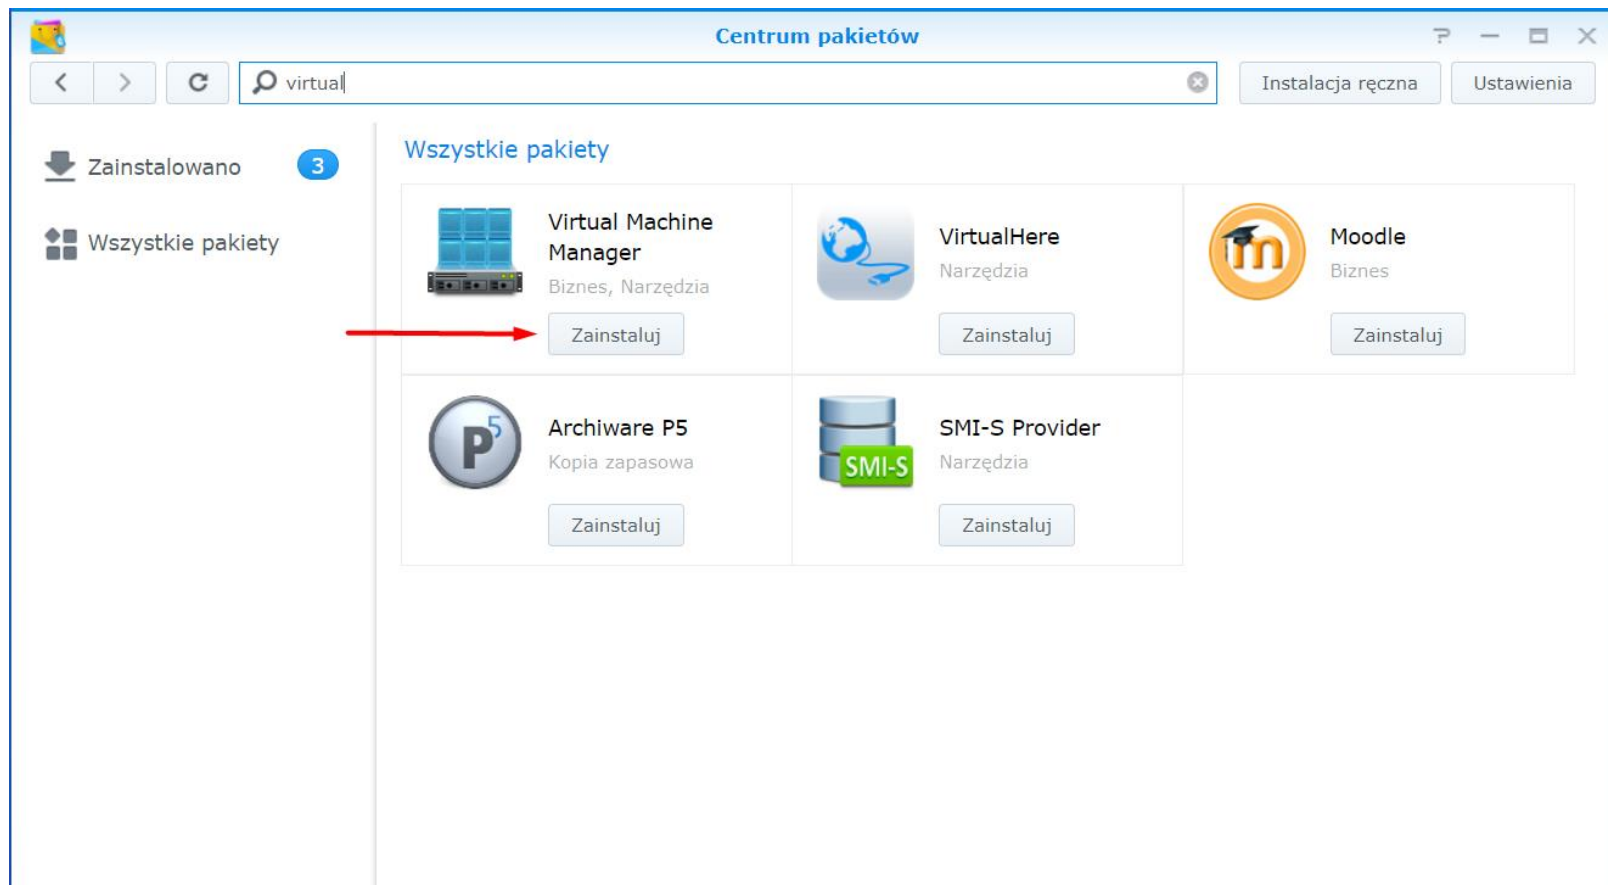 Centrum pakietów
virtual
Instalacja ręczna
Ustawienia
Zainstalowano
3
Wszystkie pakiety
Wszystkie pakiety
Virtual Machine
Manager
Biznes, Narzędzia
Zainstaluj
VirtualHere
Narzędzia
Zainstaluj
m
Moodle
Biznes
Zainstaluj
P5
Archiware P5
Kopia zapasowa
Zainstaluj
SMI-S
SMI-S Provider
Narzędzia
Zainstaluj